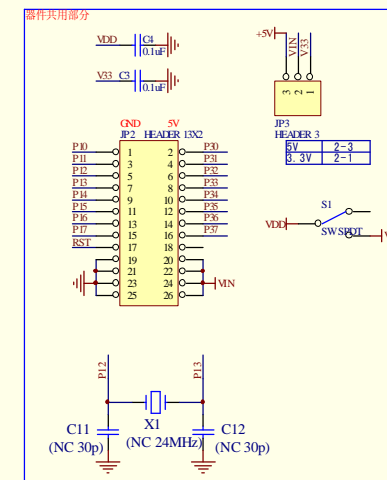 器件共用部分
VDD C4
0.1uF
V33 C3
0.1uF
+5V VIN V33
3 2 1
JP3
HEADER 3
5V 2-3
3.3V 2-1
GND 5V
JP2 HEADER 13X2
P10 1 2 P30
P11 3 4 P31
P12 5 6 P32
P13 7 8 P33
P14 9 10 P34
P15 11 12 P35
P16 13 14 P36
P17 15 16 P37
RST 17 18
19 20
21 22
23 24 VIN
25 26
S1
VDD
SW SPDT
P12 P13
C11 X1 C12
(NC 30p) (NC 24MHz) (NC 30p)